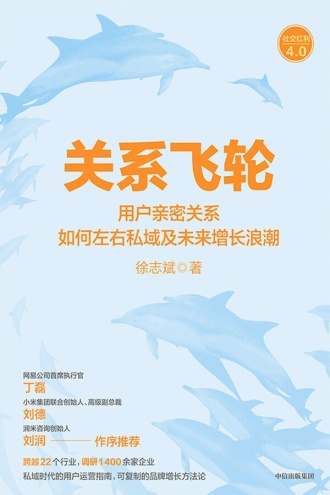 社交红利
4.0
关系飞轮
用户亲密关系
如何左右私域及未来增长浪潮
徐志斌◎著
网易公司首席执行官
丁磊
小米集团联合创始人、高级副总裁
刘德
润米咨询创始人
刘润——作序推荐
跨越22个行业，调研1400余家企业
私域时代的用户运营指南，可复制的品牌增长方法论
中信出版集团